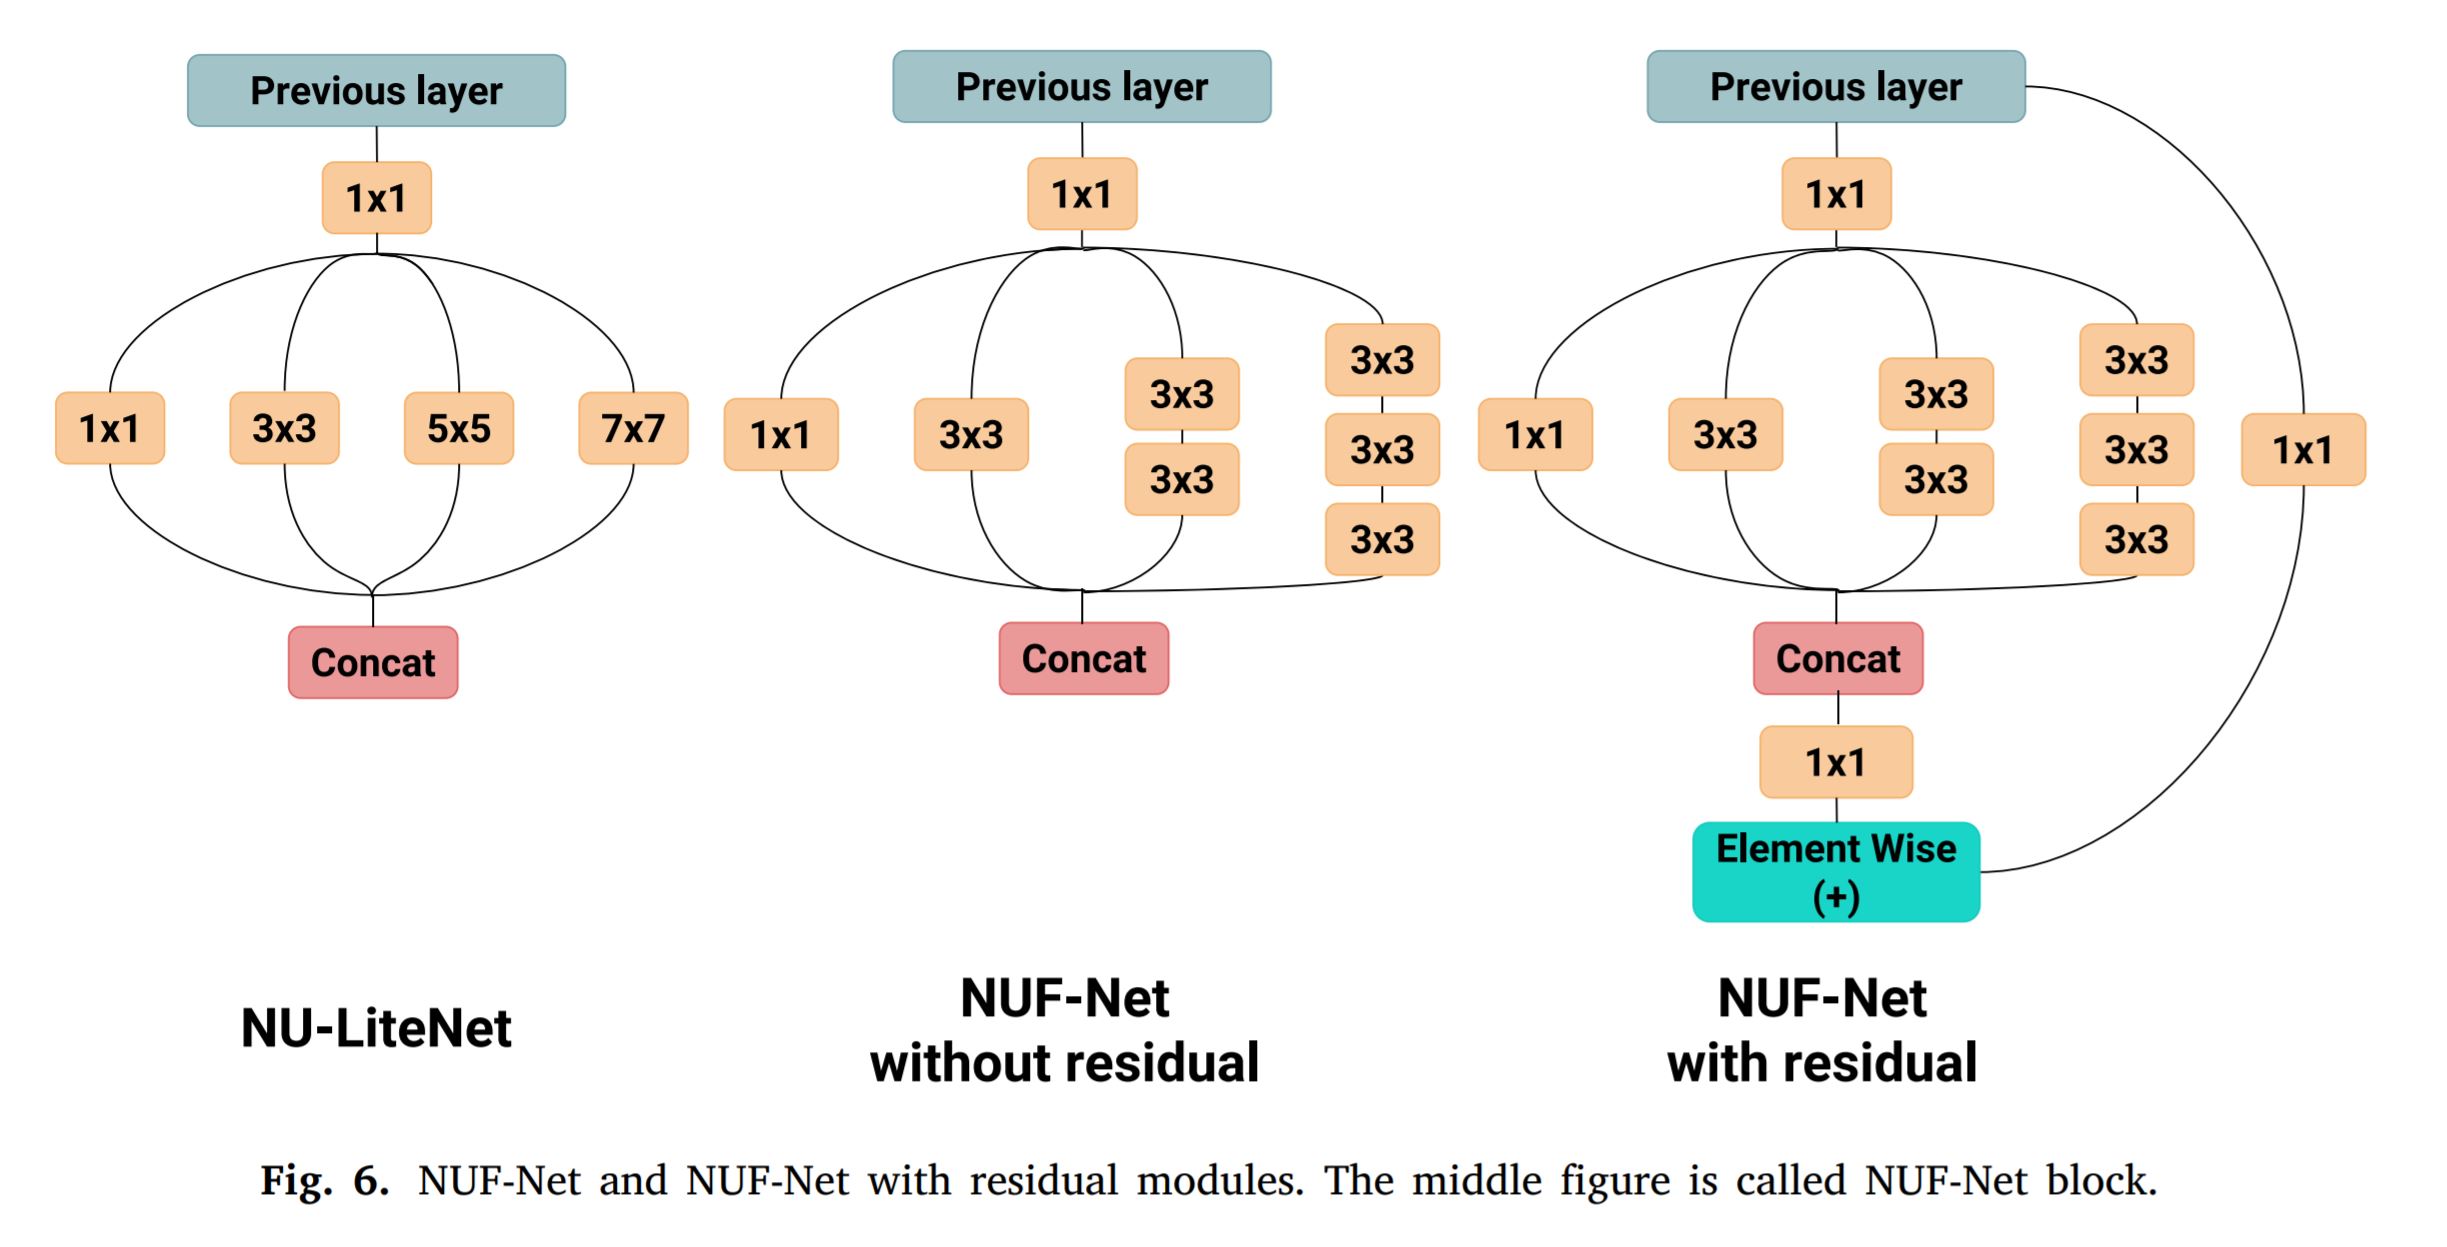 Previous layer
1x1
1x1
3x3
5x5
7x7
Concat
NU-LiteNet
Previous layer
1x1
1x1
3x3
3x3
3x3
3x3
3x3
3x3
Concat
NUF-Net
without residual
Previous layer
1x1
1x1
3x3
3x3
3x3
3x3
3x3
3x3
1x1
Concat
1x1
Element Wise
(+)
NUF-Net
with residual
Fig. 6. NUF-Net and NUF-Net with residual modules. The middle figure is called NUF-Net block.